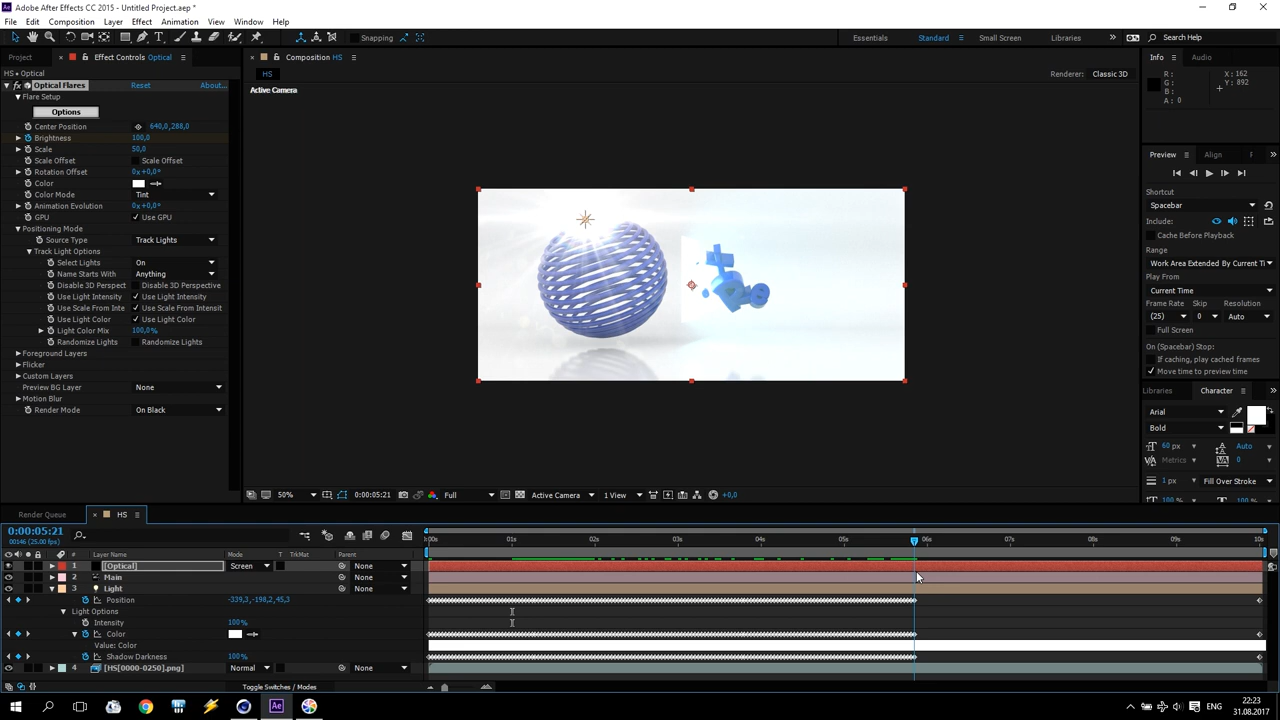 Adobe After Effects CC 2015 - Untitled Project.aep *
File Edit Composition Layer Effect Animation View Window Help
Snapping Essentials Standard Small Screen Libraries Search Help
Project Effect Controls Optical
HS • Optical
Optical Flares Reset About...
Flare Setup
Options
Center Position 640,0,288,0
Brightness 100,0
Scale 50,0
Scale Offset Scale Offset
Rotation Offset 0x+0,0°
Color
Color Mode Tint
Animation Evolution 0x+0,0°
GPU Use GPU
Positioning Mode
Source Type Track Lights
Track Light Options
Select Lights On
Name Starts With Anything
Disable 3D Perspect Disable 3D Perspective
Use Light Intensity Use Light Intensity
Use Scale From Inte Use Scale From Intensit
Use Light Color Use Light Color
Light Color Mix 100,0%
Randomize Lights Randomize Lights
Foreground Layers
Flicker
Custom Layers
Preview BG Layer None
Motion Blur
Render Mode On Black
Composition HS
HS
Renderer: Classic 3D
Active Camera
50% 0:00:05:21 Full Active Camera 1 View +0,0
Info Audio
R: X: 162
G: Y: 892
B:
A: 0
Preview Align
Shortcut
Spacebar
Include:
Cache Before Playback
Range
Work Area Extended By Current Ti
Play From
Current Time
Frame Rate Skip Resolution
(25) 0 Auto
Full Screen
On (Spacebar) Stop:
If caching, play cached frames
Move time to preview time
Libraries Character
Arial
Bold
60 px Auto
Metrics 0
1 px Fill Over Stroke
100 % 100 %
Render Queue HS
0:00:05:21
00146 (25.00 fps)
:00s 01s 02s 03s 04s 05s 06s 07s 08s 09s 10s
# Layer Name Mode T TrkMat Parent
1 [Optical] Screen None
2 Main None
3 Light None
Position -339,3,-198,2,45,3
Light Options
Intensity 100%
Color
Value: Color
Shadow Darkness 100%
4 [HS[0000-0250].png] Normal None
Toggle Switches / Modes
Ae
ENG
22:23
31.08.2017